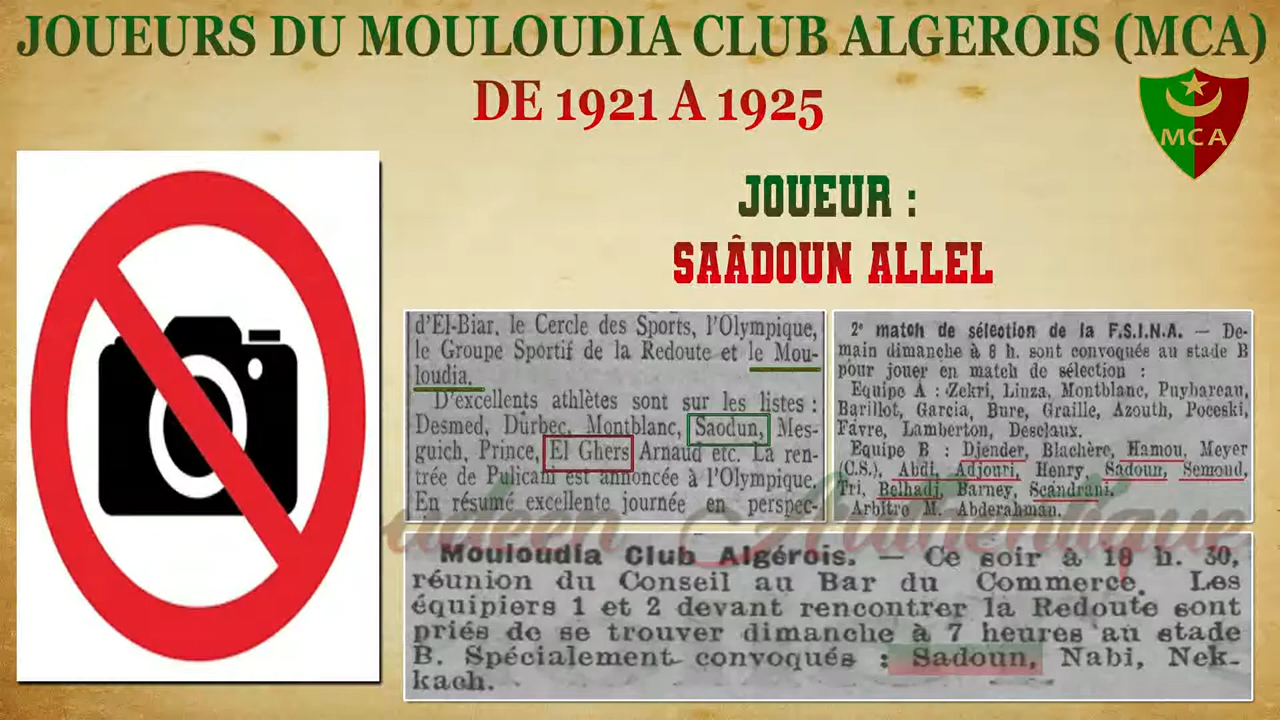 JOUEURS DU MOULOUDIA CLUB ALGEROIS (MCA)
DE 1921 A 1925
MCA
JOUEUR :
SAÂDOUN ALLEL
d'El-Biar, le Cercle des Sports, l'Olympique,
le Groupe Sportif de la Redoute et le Mou-
loudia.
D'excellents athlètes sont sur les listes :
Desmed, Durbec, Montblanc, Saodun, Mes-
guich, Prince, El Ghers Arnaud etc. La ren-
trée de Pulicani est annoncée à l'Olympique.
En résumé excellente journée en perspec-
2e match de sélection de la F.S.I.N.A. — De-
main dimanche à 8 h. sont convoqués au stade B
pour jouer en match de sélection :
Equipe A : Zekri, Linza, Montblanc, Puybareau,
Barillot, Garcia, Bure, Graille, Azouth, Poceski,
Favre, Lamberton, Desclaux.
Equipe B : Djender, Blachère, Hamou, Meyer
(C.S.), Abdi, Adjouri, Henry, Sadoun, Semoud,
Tri, Belhadj, Barney, Scandrani.
Arbitre M. Abderahman.
Authentique
Mouloudia Club Algérois. — Ce soir à 18 h. 30,
réunion du Conseil au Bar du Commerce. Les
équipiers 1 et 2 devant rencontrer la Redoute sont
priés de se trouver dimanche à 7 heures au stade
B. Spécialement convoqués : Sadoun, Nabi, Nek-
kach.